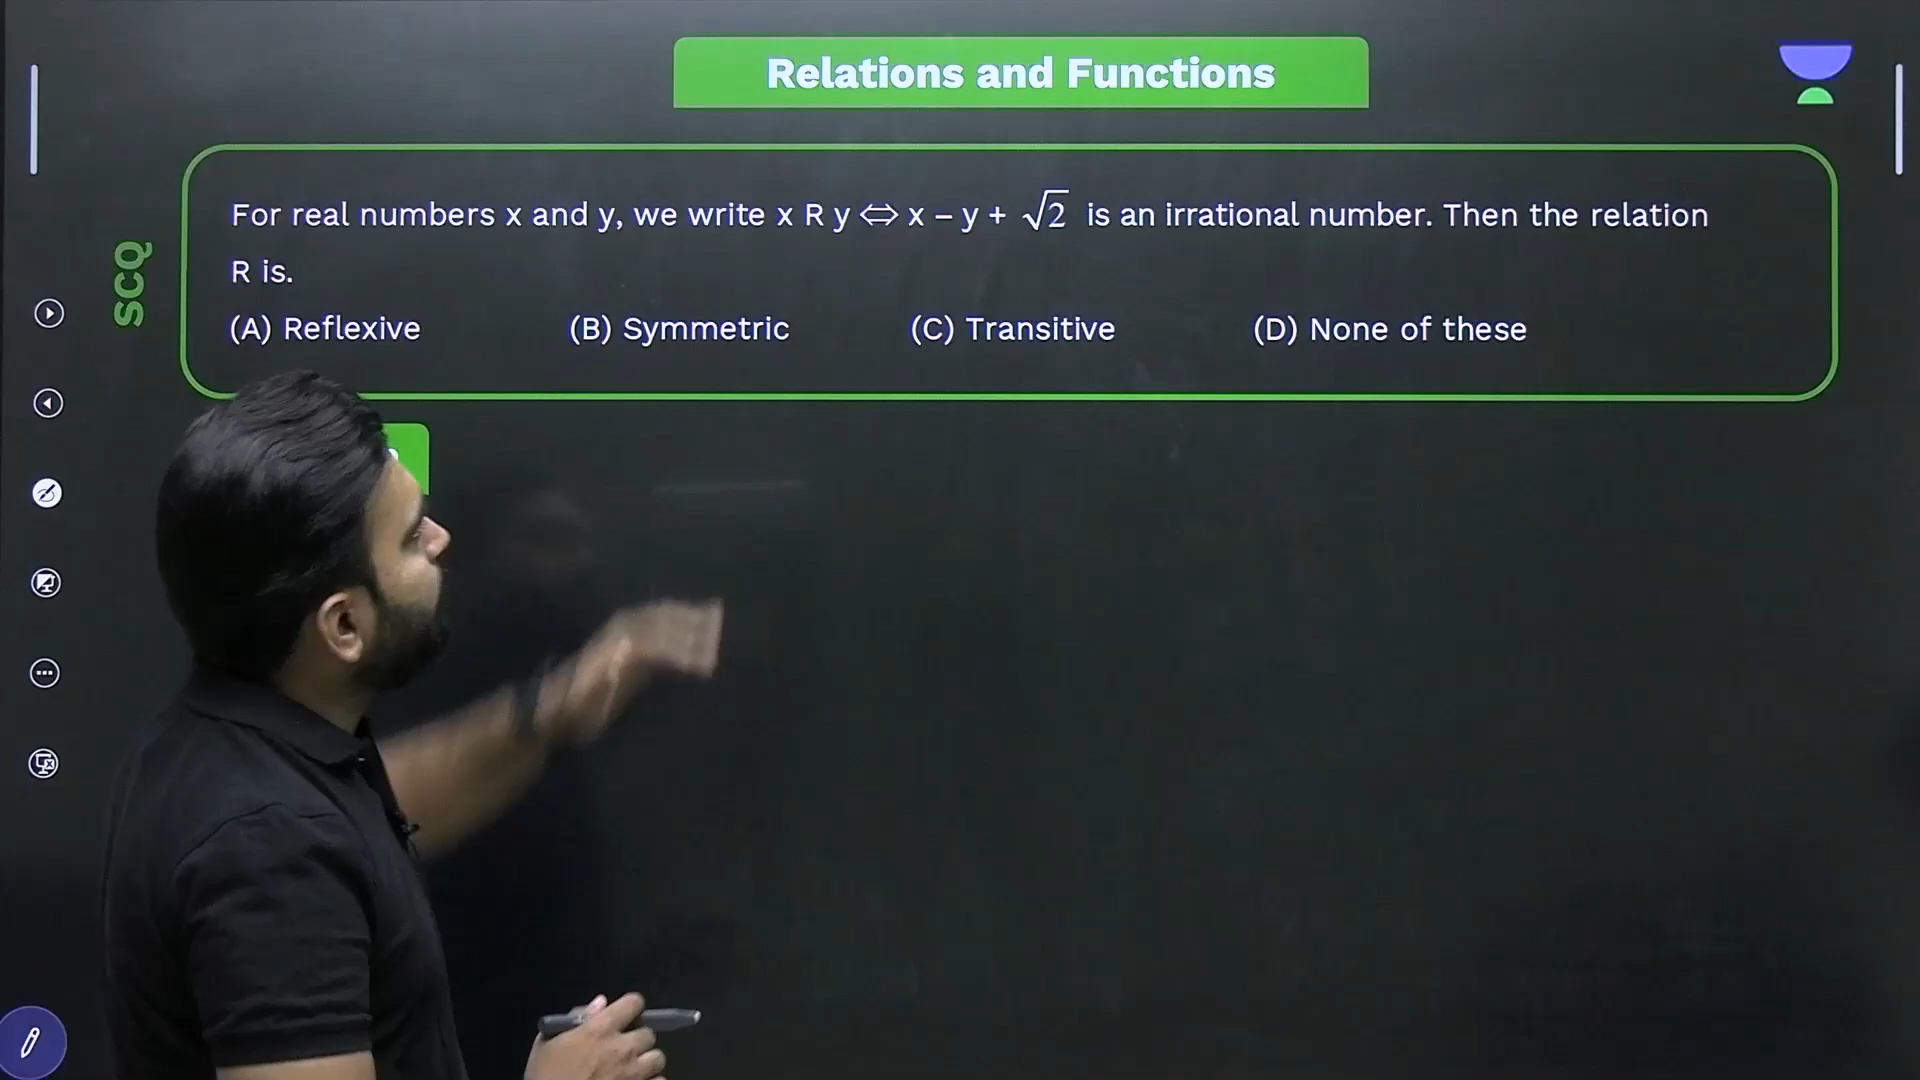 Relations and Functions
SCQ
For real numbers x and y, we write x R y ⇔ x – y + √2 is an irrational number. Then the relation
R is.
(A) Reflexive (B) Symmetric (C) Transitive (D) None of these